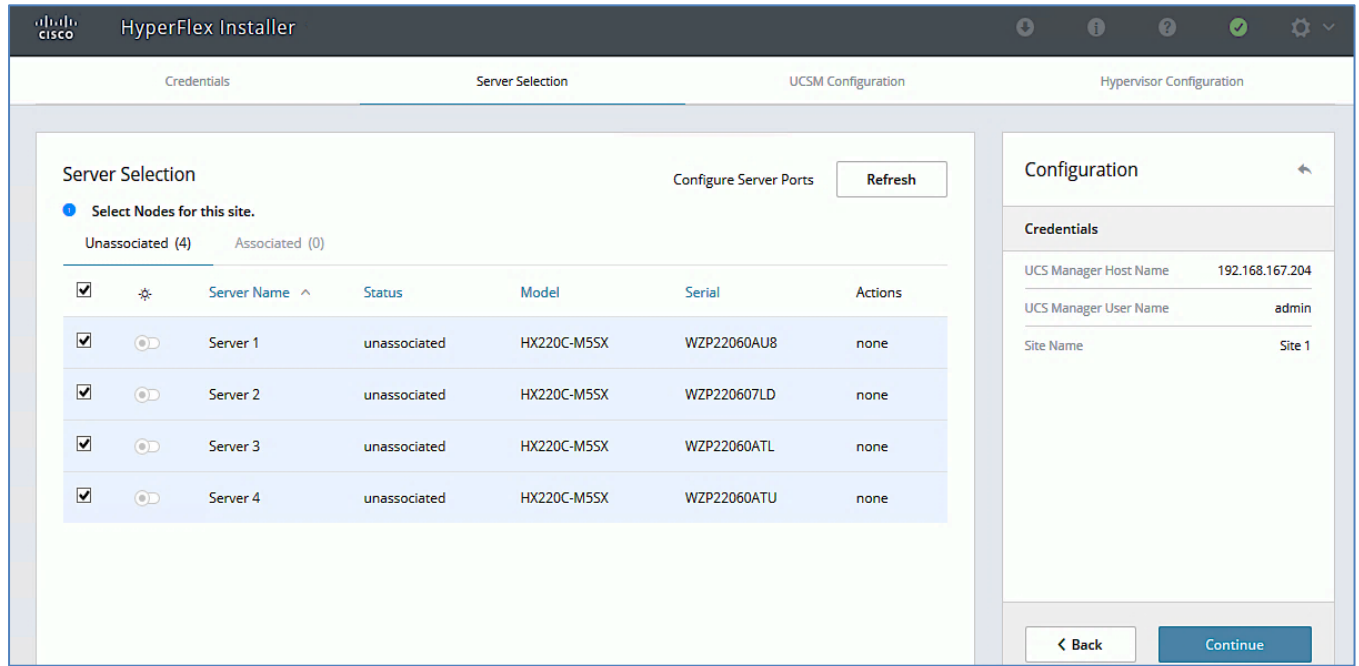 cisco HyperFlex Installer
Credentials Server Selection UCSM Configuration Hypervisor Configuration
Server Selection Configure Server Ports Refresh
Select Nodes for this site.
Unassociated (4) Associated (0)
Server Name Status Model Serial Actions
Server 1 unassociated HX220C-M5SX WZP22060AU8 none
Server 2 unassociated HX220C-M5SX WZP220607LD none
Server 3 unassociated HX220C-M5SX WZP22060ATL none
Server 4 unassociated HX220C-M5SX WZP22060ATU none
Configuration
Credentials
UCS Manager Host Name 192.168.167.204
UCS Manager User Name admin
Site Name Site 1
Back Continue